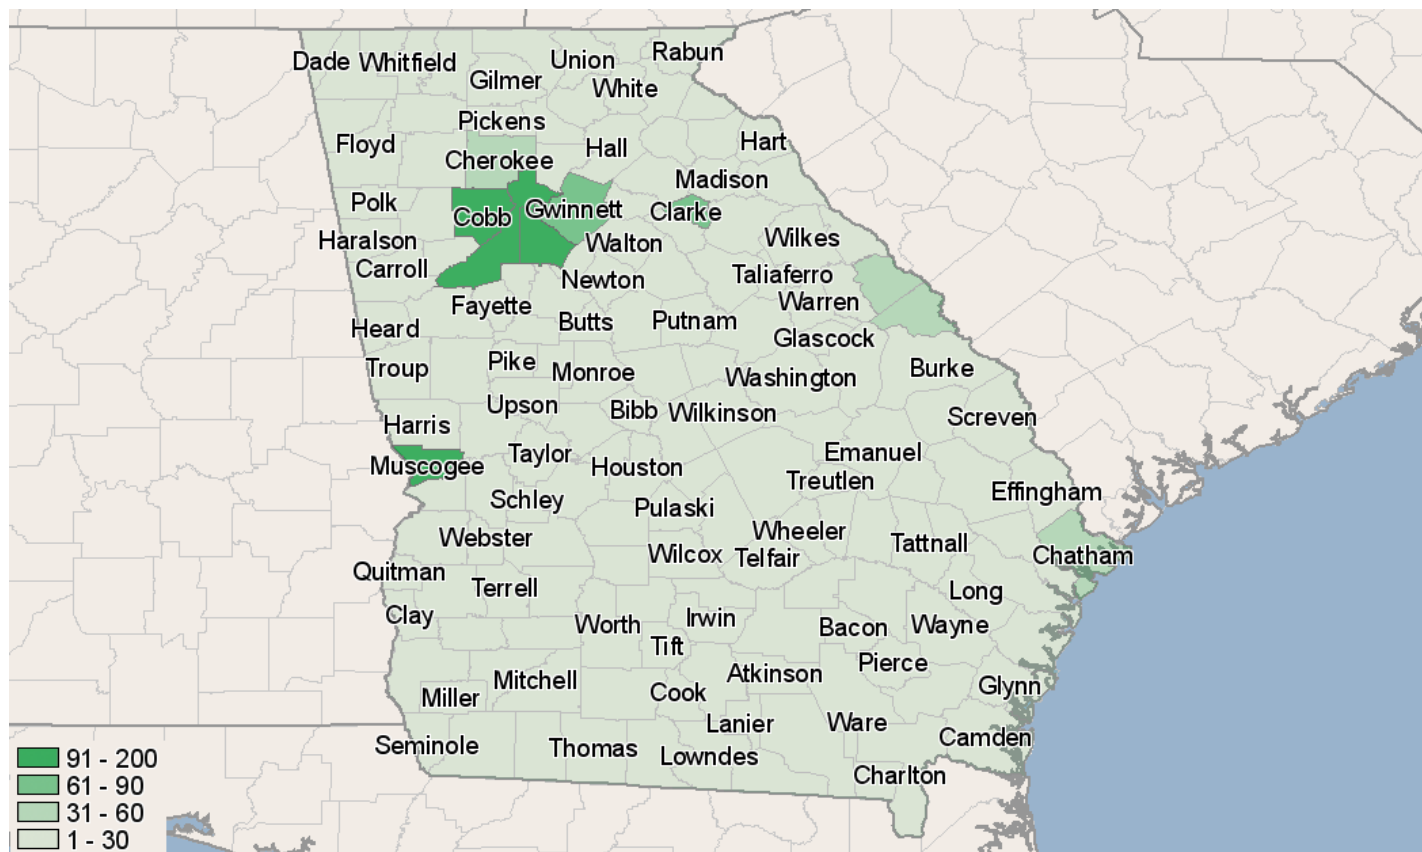 Dade Whitfield
Gilmer
Union
Rabun
White
Pickens
Floyd
Cherokee
Hall
Hart
Madison
Polk
Cobb
Gwinnett
Clarke
Haralson
Walton
Wilkes
Carroll
Newton
Taliaferro
Warren
Fayette
Heard
Butts
Putnam
Glascock
Troup
Pike
Monroe
Washington
Burke
Upson
Bibb
Wilkinson
Screven
Harris
Muscogee
Taylor
Houston
Emanuel
Treutlen
Effingham
Schley
Pulaski
Webster
Wilcox
Wheeler
Telfair
Tattnall
Chatham
Quitman
Terrell
Long
Clay
Worth
Irwin
Tift
Bacon
Wayne
Pierce
Miller
Mitchell
Cook
Atkinson
Glynn
Lanier
Ware
Camden
Seminole
Thomas
Lowndes
Charlton
91 - 200
61 - 90
31 - 60
1 - 30